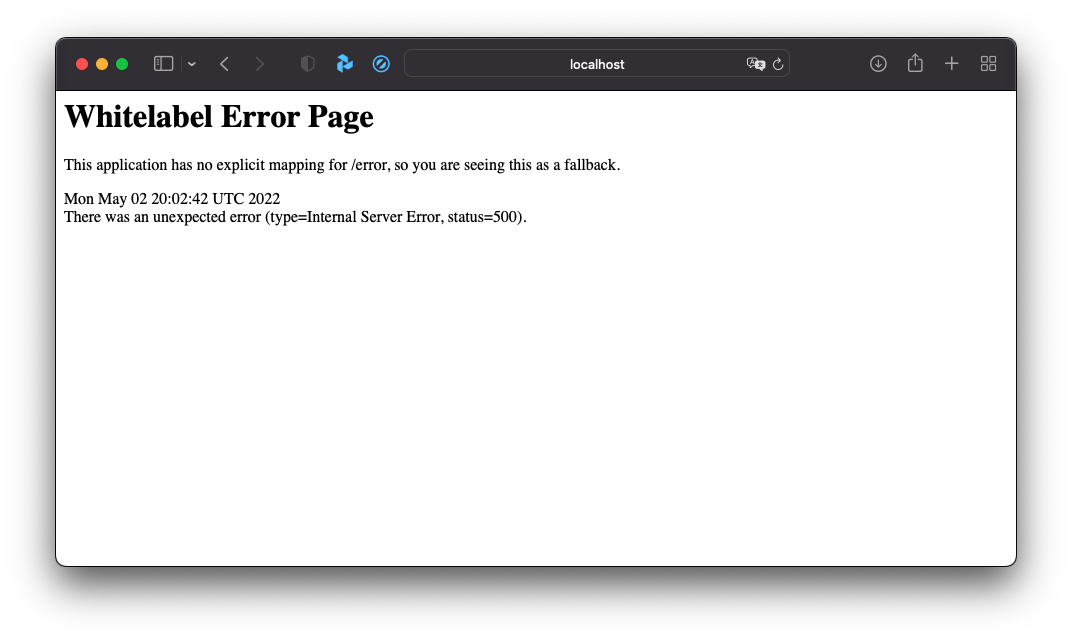 localhost
Whitelabel Error Page
This application has no explicit mapping for /error, so you are seeing this as a fallback.
Mon May 02 20:02:42 UTC 2022
There was an unexpected error (type=Internal Server Error, status=500).